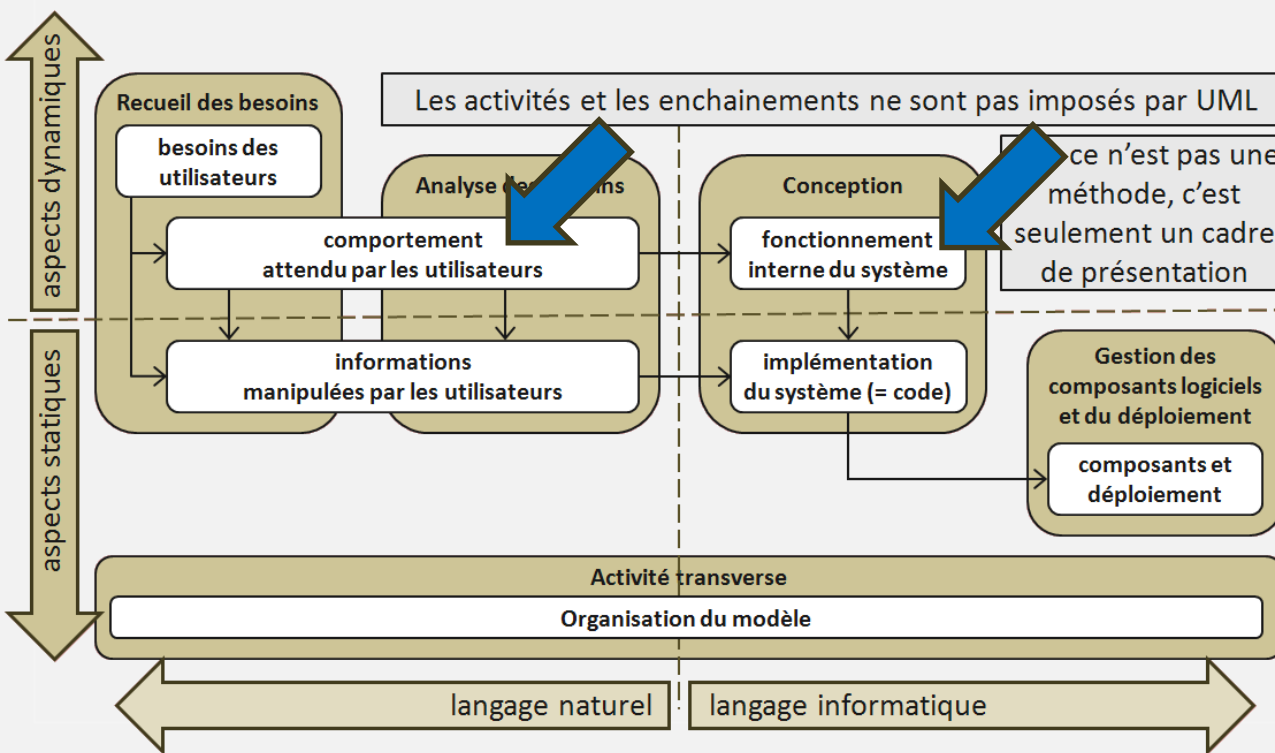 aspects dynamiques
Recueil des besoins
besoins des
utilisateurs
Les activités et les enchainements ne sont pas imposés par UML
ce n'est pas une
méthode, c'est
seulement un cadre
de présentation
Analyse des
ns
Conception
comportement
attendu par les utilisateurs
fonctionnement
interne du système
aspects statiques
informations
manipulées par les utilisateurs
implémentation
du système (= code)
Gestion des
composants logiciels
et du déploiement
composants et
déploiement
Activité transverse
Organisation du modèle
langage naturel
langage informatique